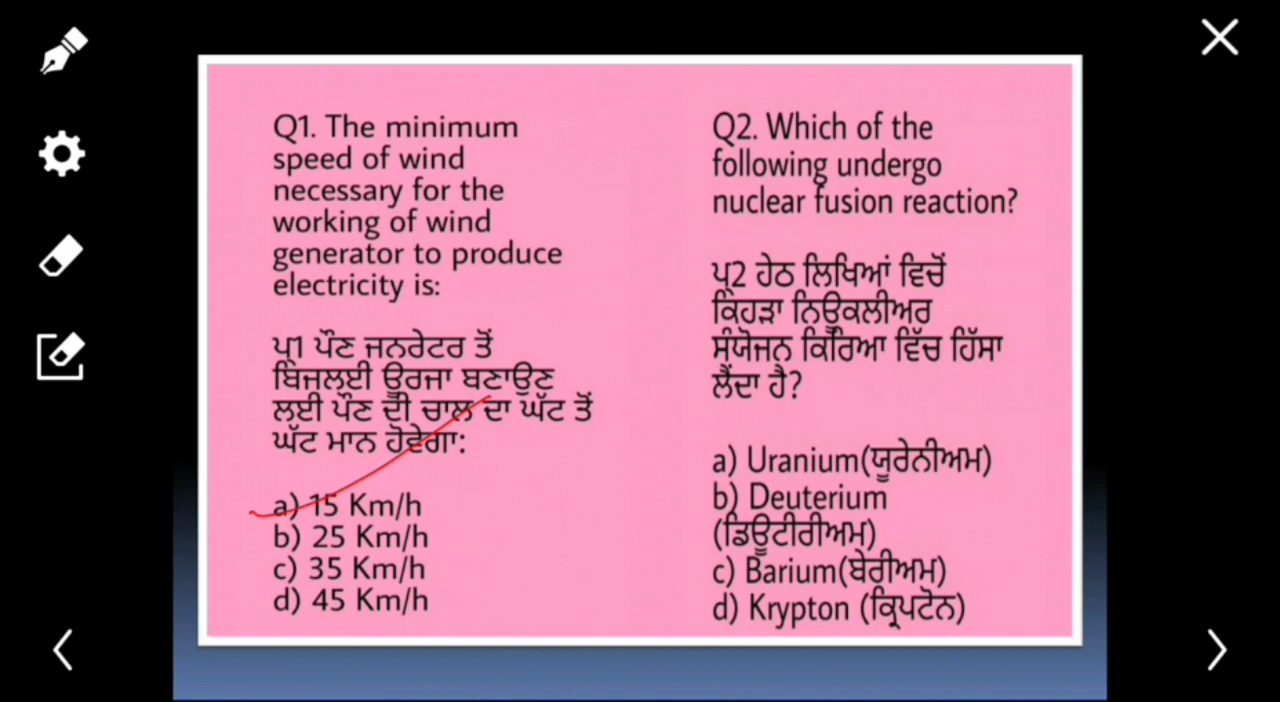 Q1. The minimum
speed of wind
necessary for the
working of wind
generator to produce
electricity is:
ਪ੍ਰ1 ਪੌਣ ਜਨਰੇਟਰ ਤੋਂ
ਬਿਜਲਈ ਊਰਜਾ ਬਣਾਉਣ
ਲਈ ਪੌਣ ਦੀ ਚਾਲ ਦਾ ਘੱਟ ਤੋਂ
ਘੱਟ ਮਾਨ ਹੋਵੇਗਾ:
a) 15 Km/h
b) 25 Km/h
c) 35 Km/h
d) 45 Km/h
Q2. Which of the
following undergo
nuclear fusion reaction?
ਪ੍ਰ2 ਹੇਠ ਲਿਖਿਆਂ ਵਿਚੋਂ
ਕਿਹੜਾ ਨਿਊਕਲੀਅਰ
ਸੰਯੋਜਨ ਕਿਰਿਆ ਵਿੱਚ ਹਿੱਸਾ
ਲੈਂਦਾ ਹੈ?
a) Uranium(ਯੂਰੇਨੀਅਮ)
b) Deuterium
(ਡਿਊਟੀਰੀਅਮ)
c) Barium(ਬੇਰੀਅਮ)
d) Krypton (ਕ੍ਰਿਪਟੋਨ)